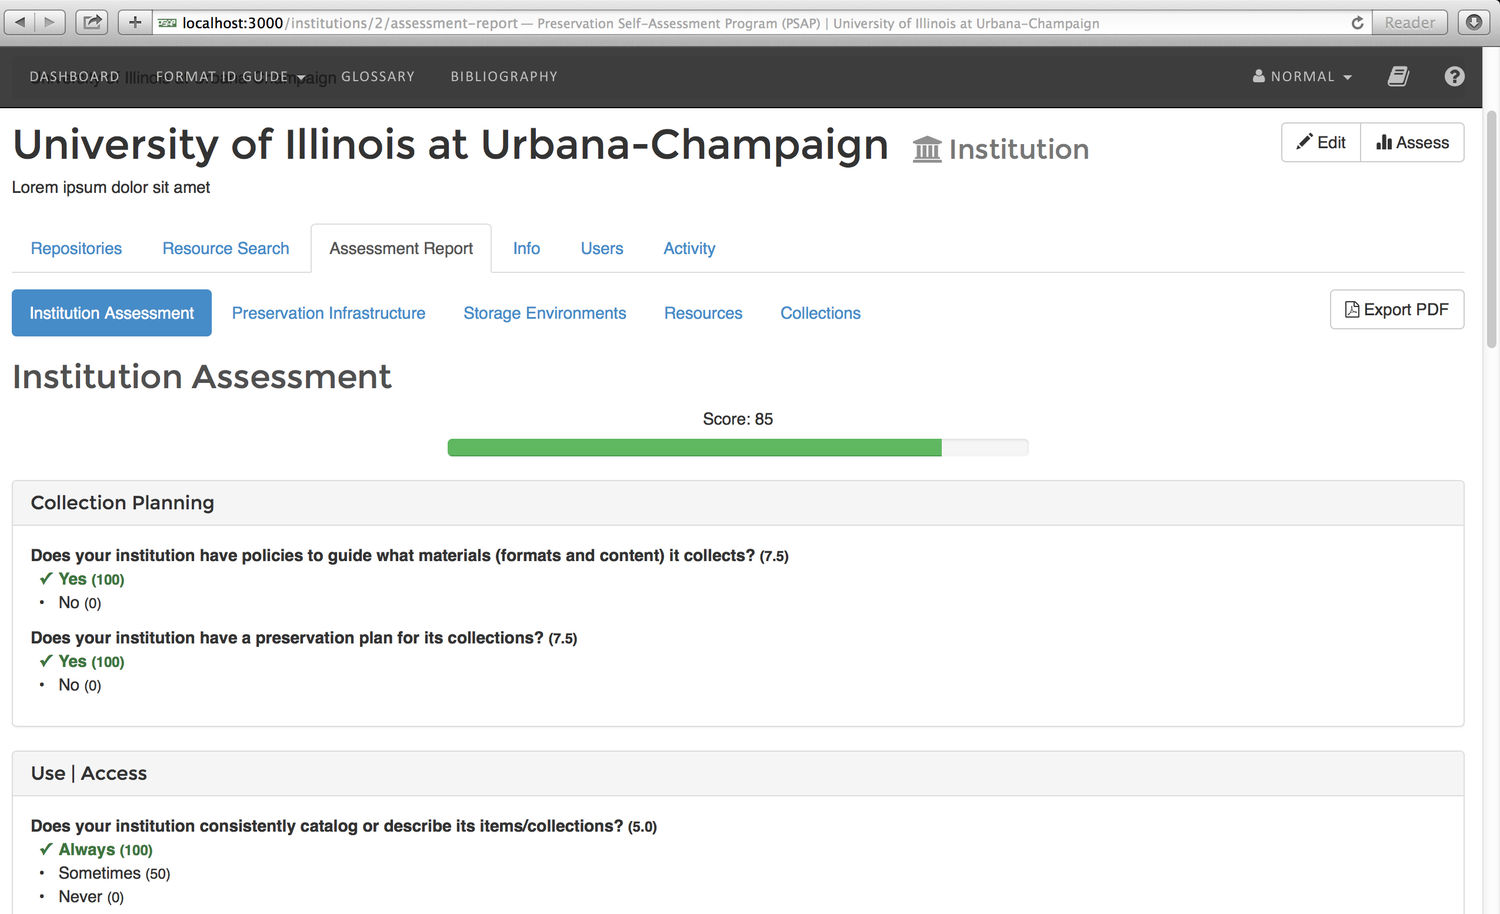 localhost:3000/institutions/2/assessment-report — Preservation Self-Assessment Program (PSAP) | University of Illinois at Urbana-Champaign
Reader
DASHBOARD FORMAT ID GUIDE GLOSSARY BIBLIOGRAPHY NORMAL
University of Illinois at Urbana-Champaign
University of Illinois at Urbana-Champaign Institution Edit Assess
Lorem ipsum dolor sit amet
Repositories Resource Search Assessment Report Info Users Activity
Institution Assessment Preservation Infrastructure Storage Environments Resources Collections Export PDF
Institution Assessment
Score: 85
Collection Planning
Does your institution have policies to guide what materials (formats and content) it collects? (7.5)
✓ Yes (100)
• No (0)
Does your institution have a preservation plan for its collections? (7.5)
✓ Yes (100)
• No (0)
Use | Access
Does your institution consistently catalog or describe its items/collections? (5.0)
✓ Always (100)
• Sometimes (50)
• Never (0)